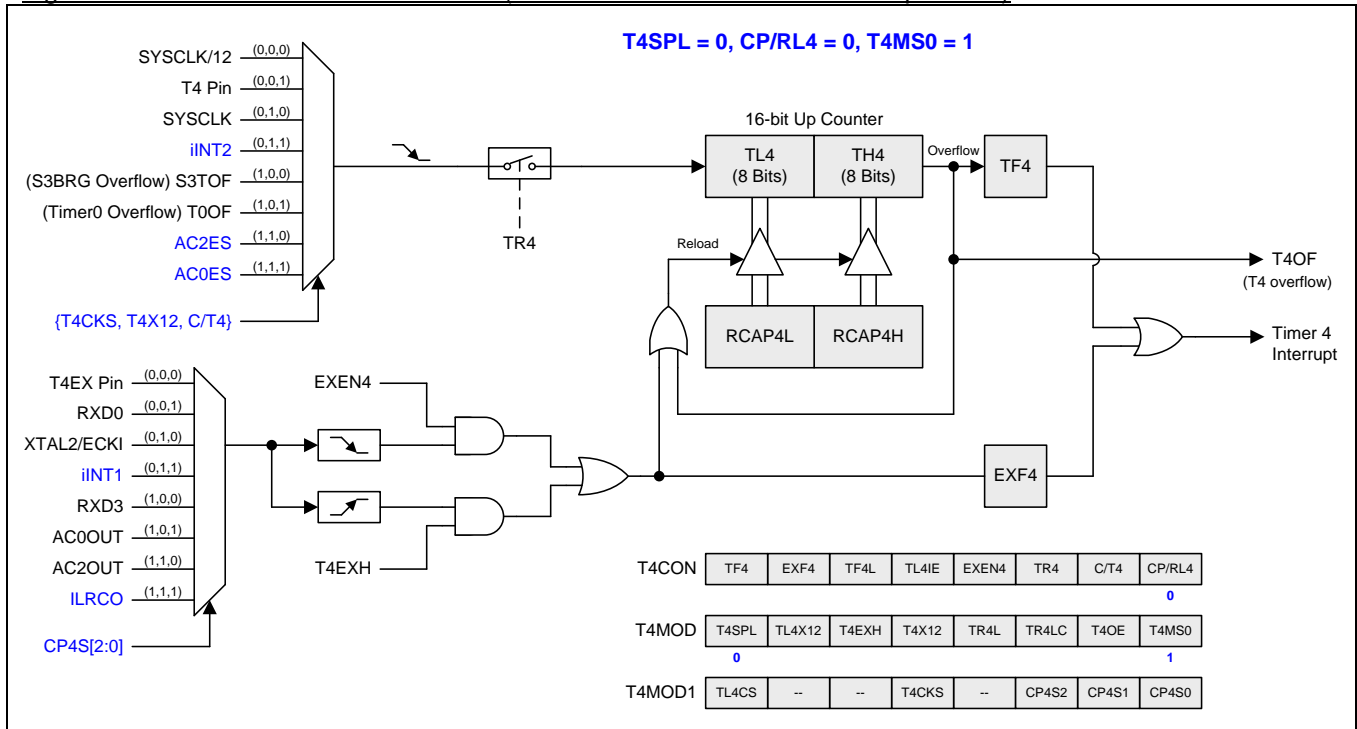 T4SPL = 0, CP/RL4 = 0, T4MS0 = 1
SYSCLK/12 (0,0,0)
T4 Pin (0,0,1)
SYSCLK (0,1,0)
iINT2 (0,1,1)
(S3BRG Overflow) S3TOF (1,0,0)
(Timer0 Overflow) T0OF (1,0,1)
AC2ES (1,1,0)
AC0ES (1,1,1)
{T4CKS, T4X12, C/T4}
TR4
16-bit Up Counter
TL4 (8 Bits)
TH4 (8 Bits)
Overflow
TF4
Reload
RCAP4L
RCAP4H
T4OF
(T4 overflow)
Timer 4
Interrupt
T4EX Pin (0,0,0)
RXD0 (0,0,1)
XTAL2/ECKI (0,1,0)
iINT1 (0,1,1)
RXD3 (1,0,0)
AC0OUT (1,0,1)
AC2OUT (1,1,0)
ILRCO (1,1,1)
CP4S[2:0]
EXEN4
T4EXH
EXF4
T4CON TF4 EXF4 TF4L TL4IE EXEN4 TR4 C/T4 CP/RL4
0
T4MOD T4SPL TL4X12 T4EXH T4X12 TR4L TR4LC T4OE T4MS0
0 1
T4MOD1 TL4CS -- -- T4CKS -- CP4S2 CP4S1 CP4S0